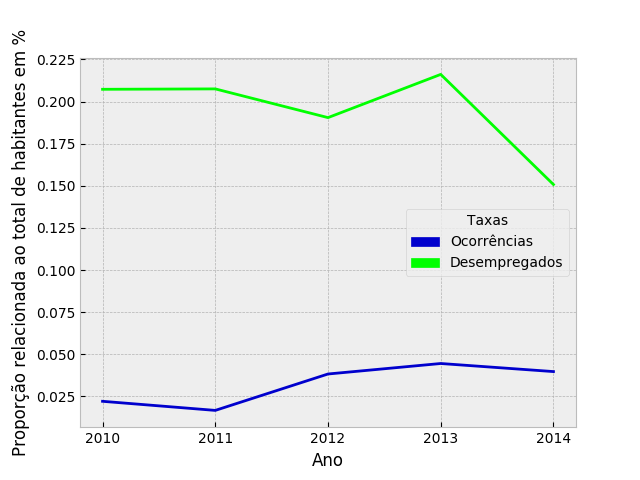 Proporção relacionada ao total de habitantes em %
0.225
0.200
0.175
0.150
0.125
0.100
0.075
0.050
0.025
Taxas
Ocorrências
Desempregados
2010 2011 2012 2013 2014
Ano